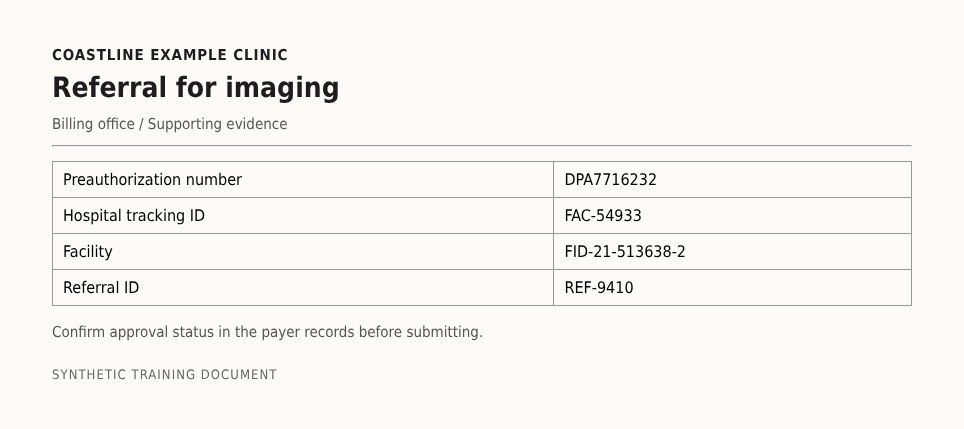 COASTLINE EXAMPLE CLINIC
Referral for imaging
Billing office / Supporting evidence
Preauthorization number DPA7716232
Hospital tracking ID FAC-54933
Facility FID-21-513638-2
Referral ID REF-9410
Confirm approval status in the payer records before submitting.
SYNTHETIC TRAINING DOCUMENT